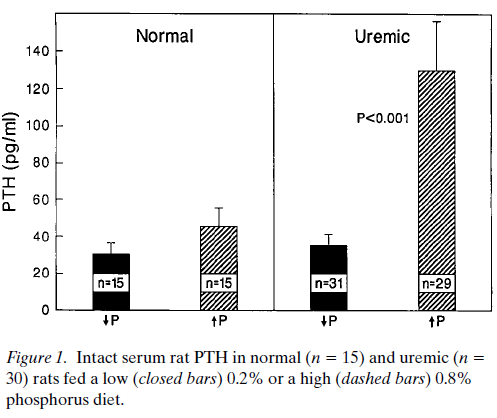 Normal
Uremic
140
120
100
80
60
40
20
0
PTH (pg/ml)
P<0.001
n=15
n=15
n=31
n=29
↓P
↑P
↓P
↑P
Figure 1. Intact serum rat PTH in normal (n = 15) and uremic (n =
30) rats fed a low (closed bars) 0.2% or a high (dashed bars) 0.8%
phosphorus diet.